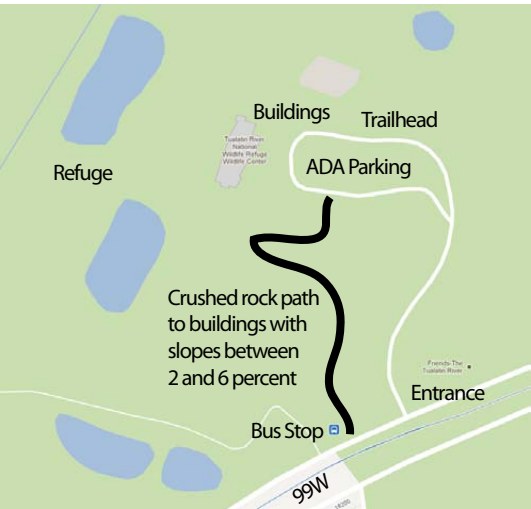 Buildings
Trailhead
Tualatin River
National
Wildlife Refuge
Wildlife Center
Refuge
ADA Parking
Crushed rock path
to buildings with
slopes between
2 and 6 percent
Friends-The
Tualatin River
Entrance
Bus Stop
99W